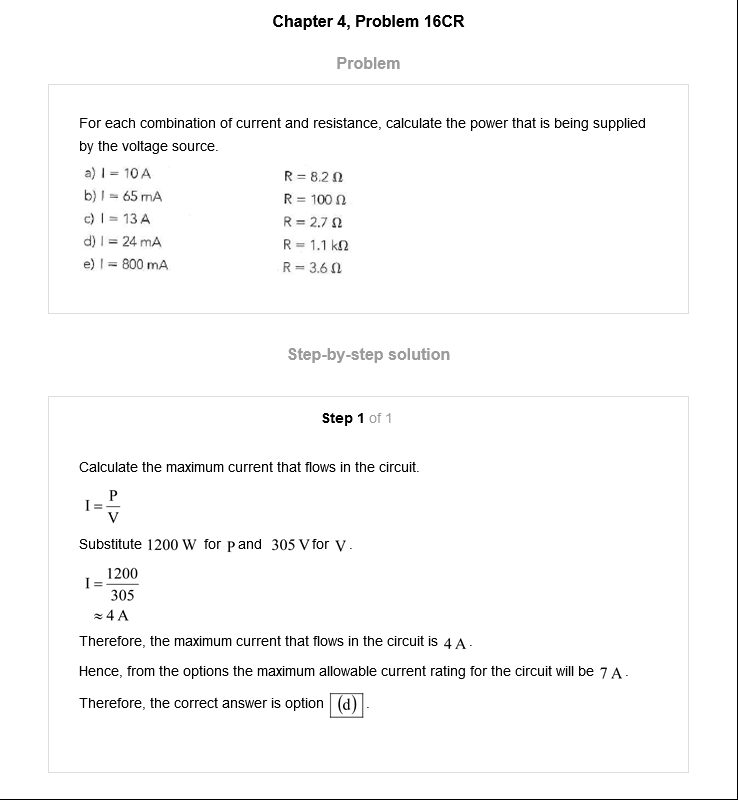 Chapter 4, Problem 16CR
Problem
For each combination of current and resistance, calculate the power that is being supplied
by the voltage source.
a) I = 10 A R = 8.2 Ω
b) I = 65 mA R = 100 Ω
c) I = 13 A R = 2.7 Ω
d) I = 24 mA R = 1.1 kΩ
e) I = 800 mA R = 3.6 Ω
Step-by-step solution
Step 1 of 1
Calculate the maximum current that flows in the circuit.
I = P/V
Substitute 1200 W for P and 305 V for V.
I = 1200/305
≈ 4 A
Therefore, the maximum current that flows in the circuit is 4 A.
Hence, from the options the maximum allowable current rating for the circuit will be 7 A.
Therefore, the correct answer is option (d).